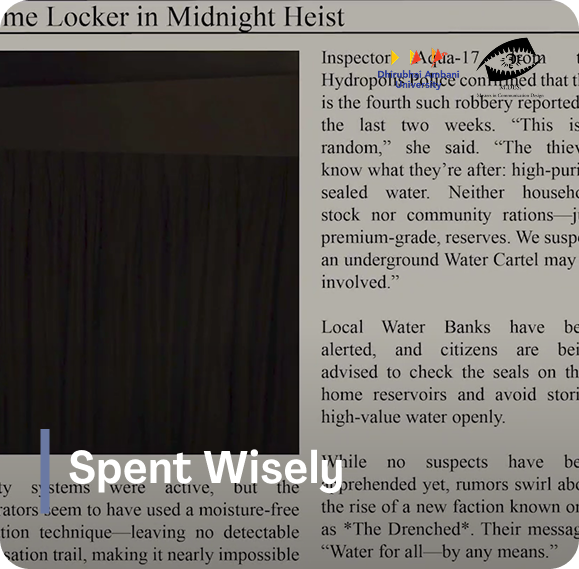 me Locker in Midnight Heist
Inspector Aqua-17 from t
Hydropolis Police confirmed that th
is the fourth such robbery reported
the last two weeks. “This is
random,” she said. “The thiev
know what they’re after: high-puri
sealed water. Neither househo
stock nor community rations—ju
premium-grade, reserves. We suspe
an underground Water Cartel may
involved.”
Local Water Banks have be
alerted, and citizens are bei
advised to check the seals on th
home reservoirs and avoid stori
high-value water openly.
While no suspects have be
apprehended yet, rumors swirl abo
the rise of a new faction known on
as *The Drenched*. Their messag
“Water for all—by any means.”
ty systems were active, but the
rators seem to have used a moisture-free
tion technique—leaving no detectable
sation trail, making it nearly impossible
Dhirubhai Ambani
University
M.DES.
Masters in Communication Design
Spent Wisely